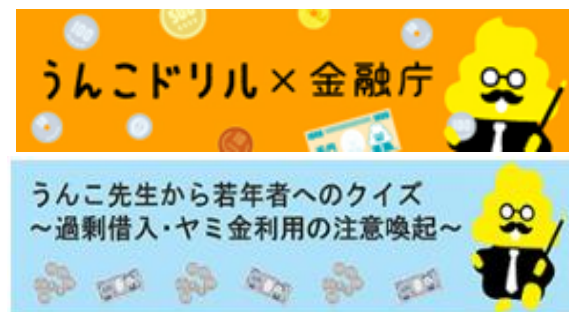 うんこドリル×金融庁
うんこ先生から若年者へのクイズ
～過剰借入・ヤミ金利用の注意喚起～